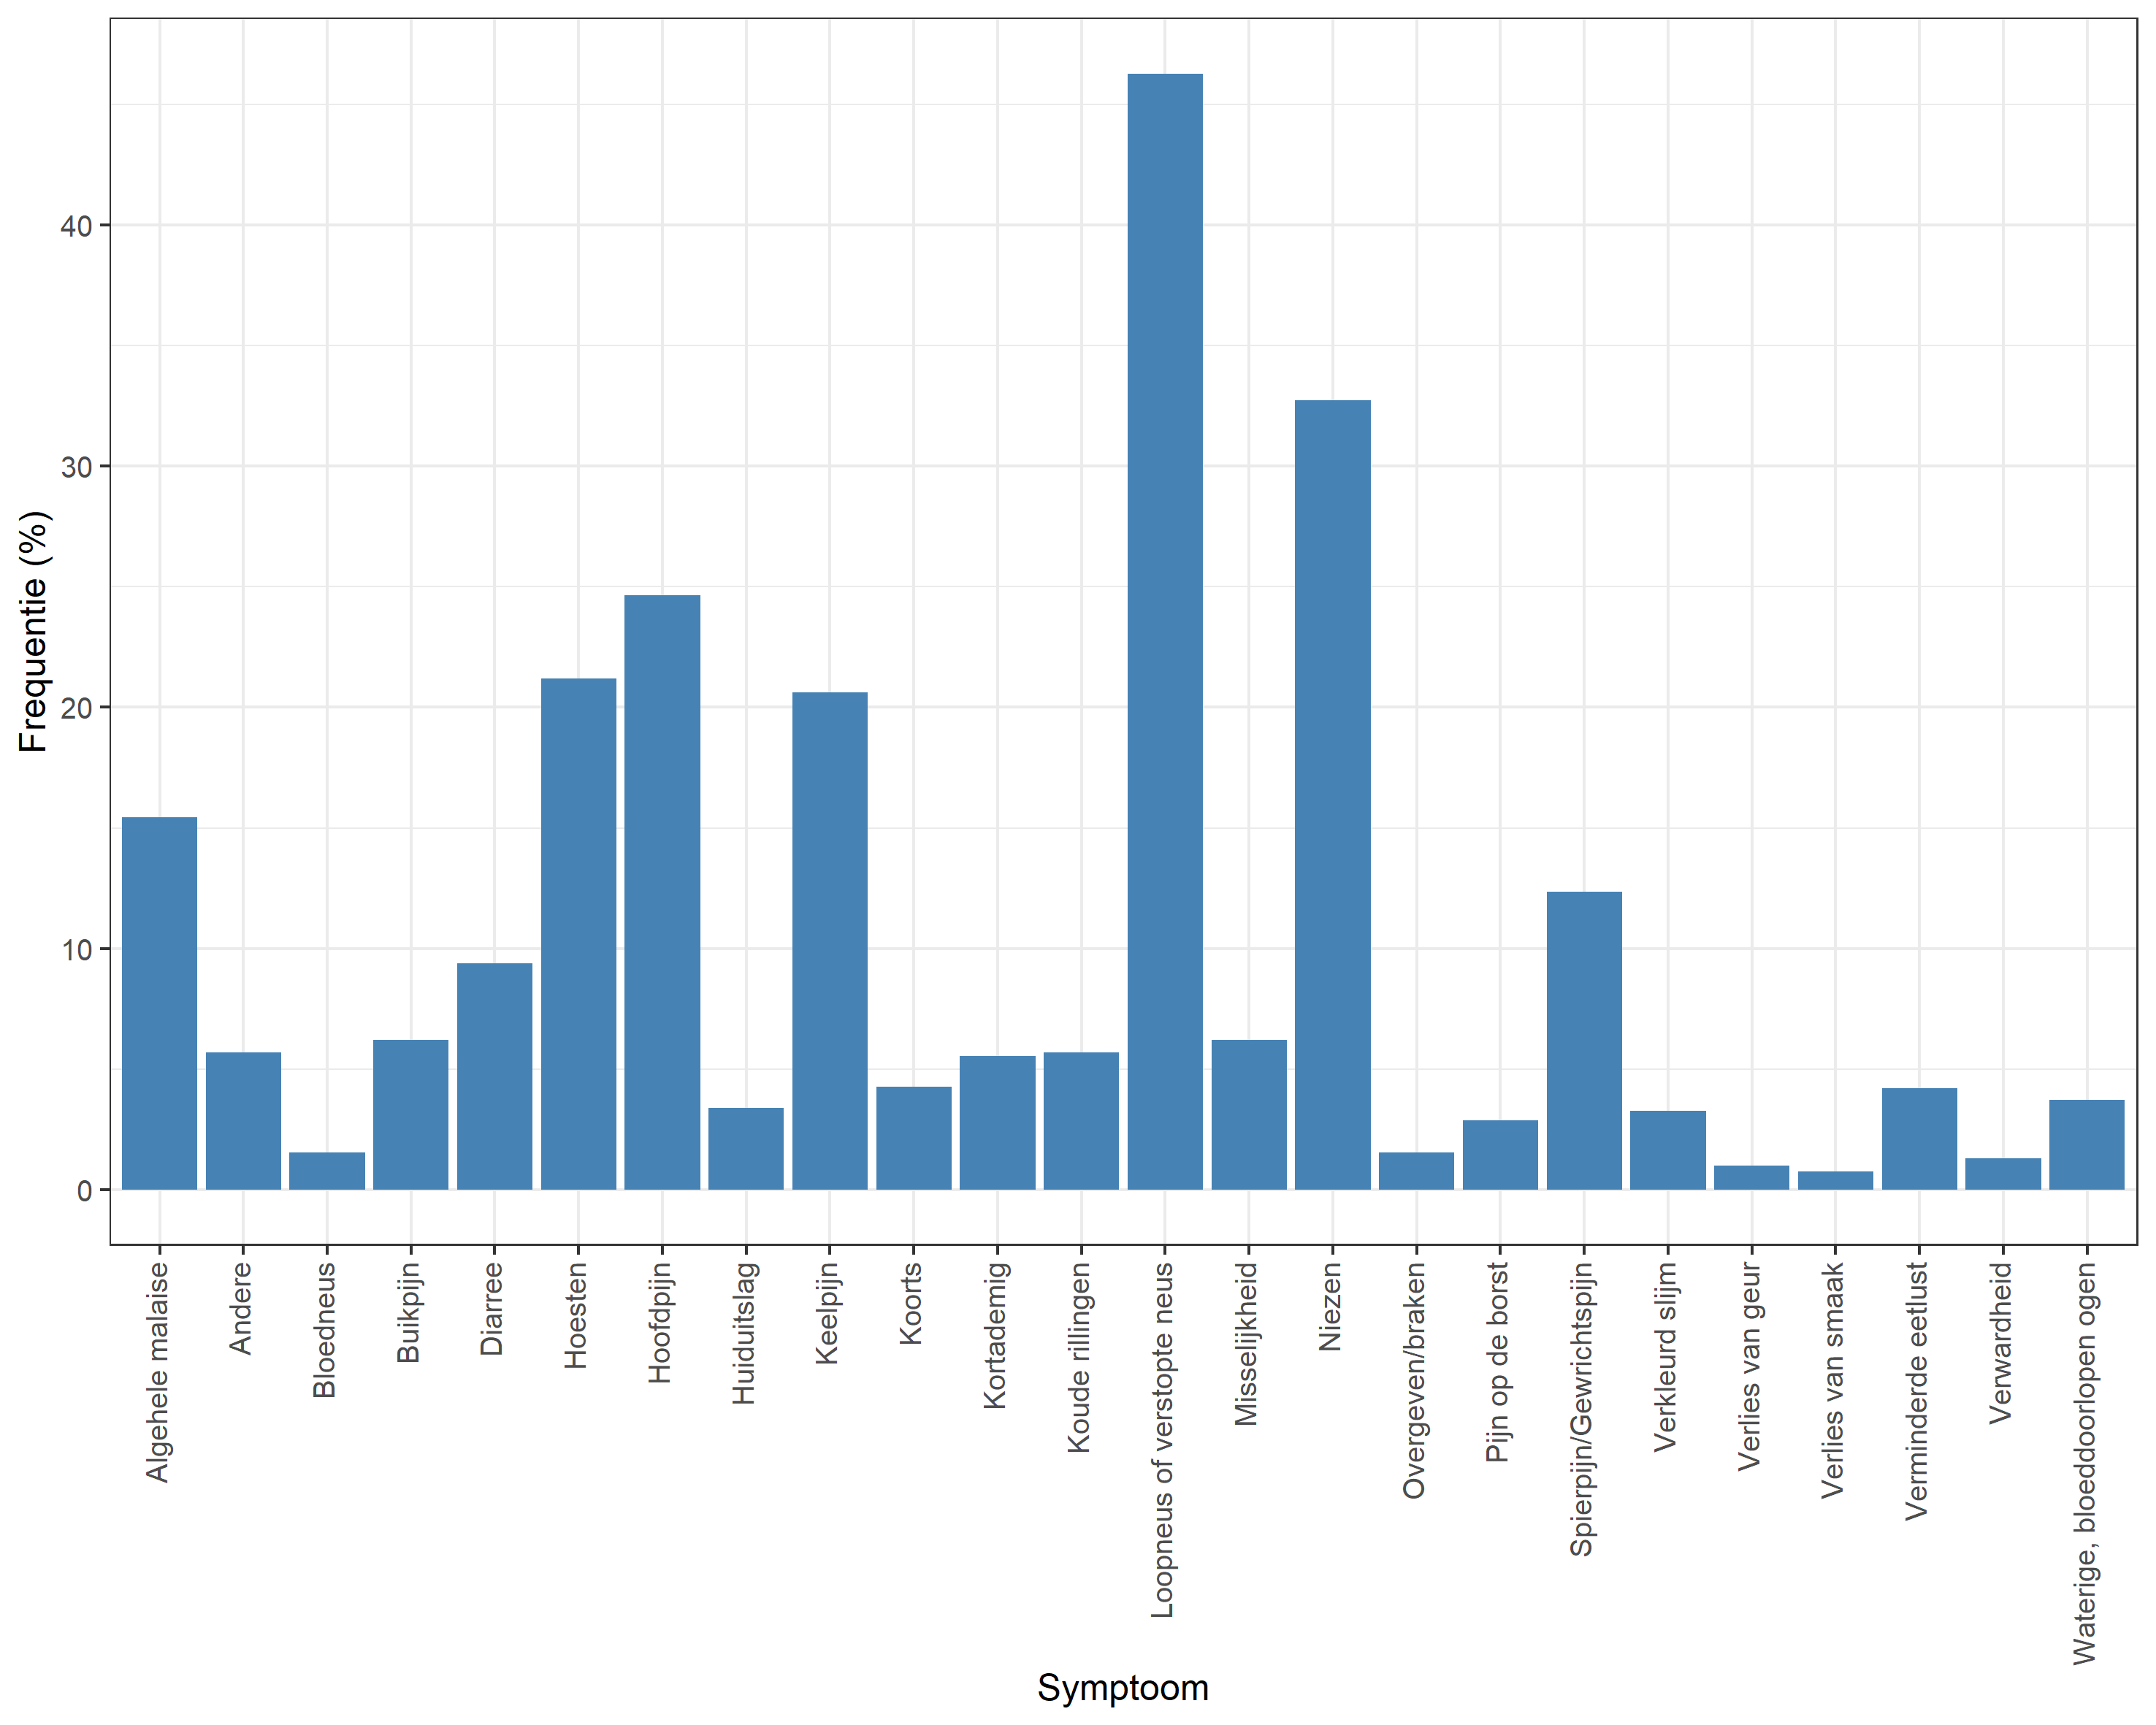 Frequentie (%)
40
30
20
10
0
Algehele malaise
Andere
Bloedneus
Buikpijn
Diarree
Hoesten
Hoofdpijn
Huiduitslag
Keelpijn
Koorts
Kortademig
Koude rillingen
Loopneus of verstopte neus
Misselijkheid
Niezen
Overgeven/braken
Pijn op de borst
Spierpijn/Gewrichtspijn
Verkleurd slijm
Verlies van geur
Verlies van smaak
Verminderde eetlust
Verwardheid
Waterige, bloeddoorlopen ogen
Symptoom